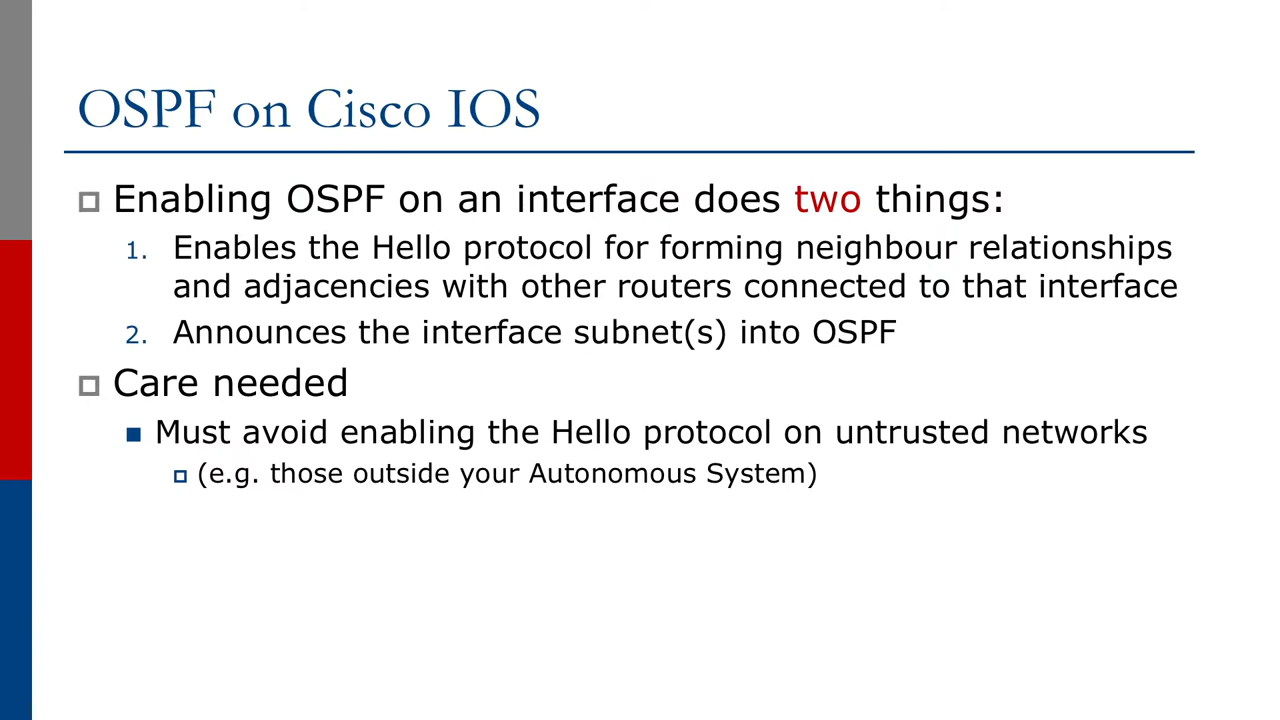 OSPF on Cisco IOS
Enabling OSPF on an interface does two things:
1. Enables the Hello protocol for forming neighbour relationships
and adjacencies with other routers connected to that interface
2. Announces the interface subnet(s) into OSPF
Care needed
Must avoid enabling the Hello protocol on untrusted networks
(e.g. those outside your Autonomous System)